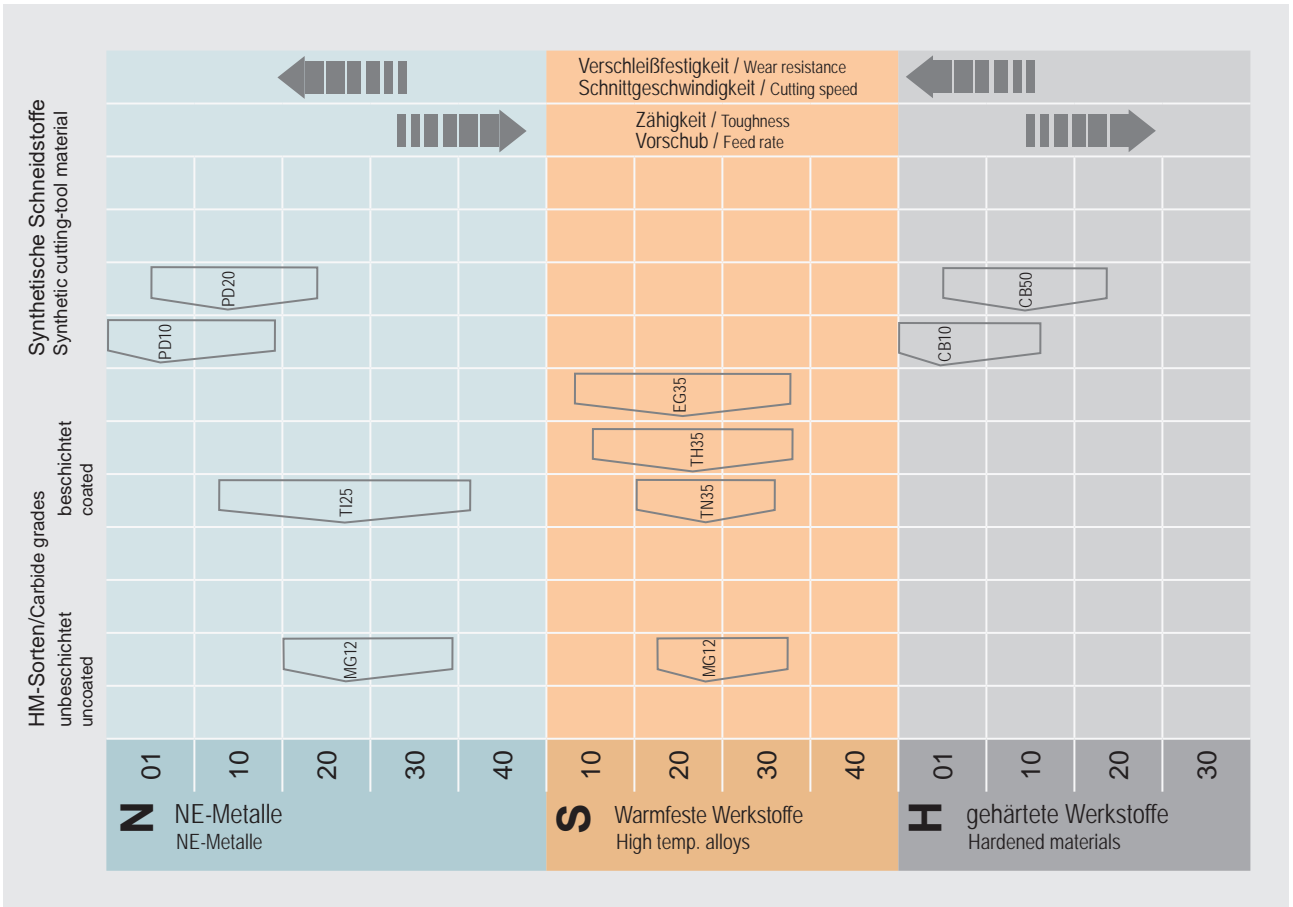 Verschleißfestigkeit / Wear resistance
Schnittgeschwindigkeit / Cutting speed
Zähigkeit / Toughness
Vorschub / Feed rate
Synthetische Schneidstoffe
Synthetic cutting-tool material
PD20
CB50
PD10
CB10
EG35
TH35
beschichtet
coated
TI25
TN35
HM-Sorten/Carbide grades
unbeschichtet
uncoated
MG12
MG12
01
10
20
30
40
10
20
30
40
01
10
20
30
N NE-Metalle
NE-Metalle
S Warmfeste Werkstoffe
High temp. alloys
H gehärtete Werkstoffe
Hardened materials